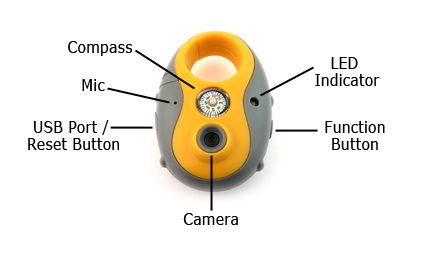 Compass
Mic
USB Port /
Reset Button
LED
Indicator
Function
Button
Camera